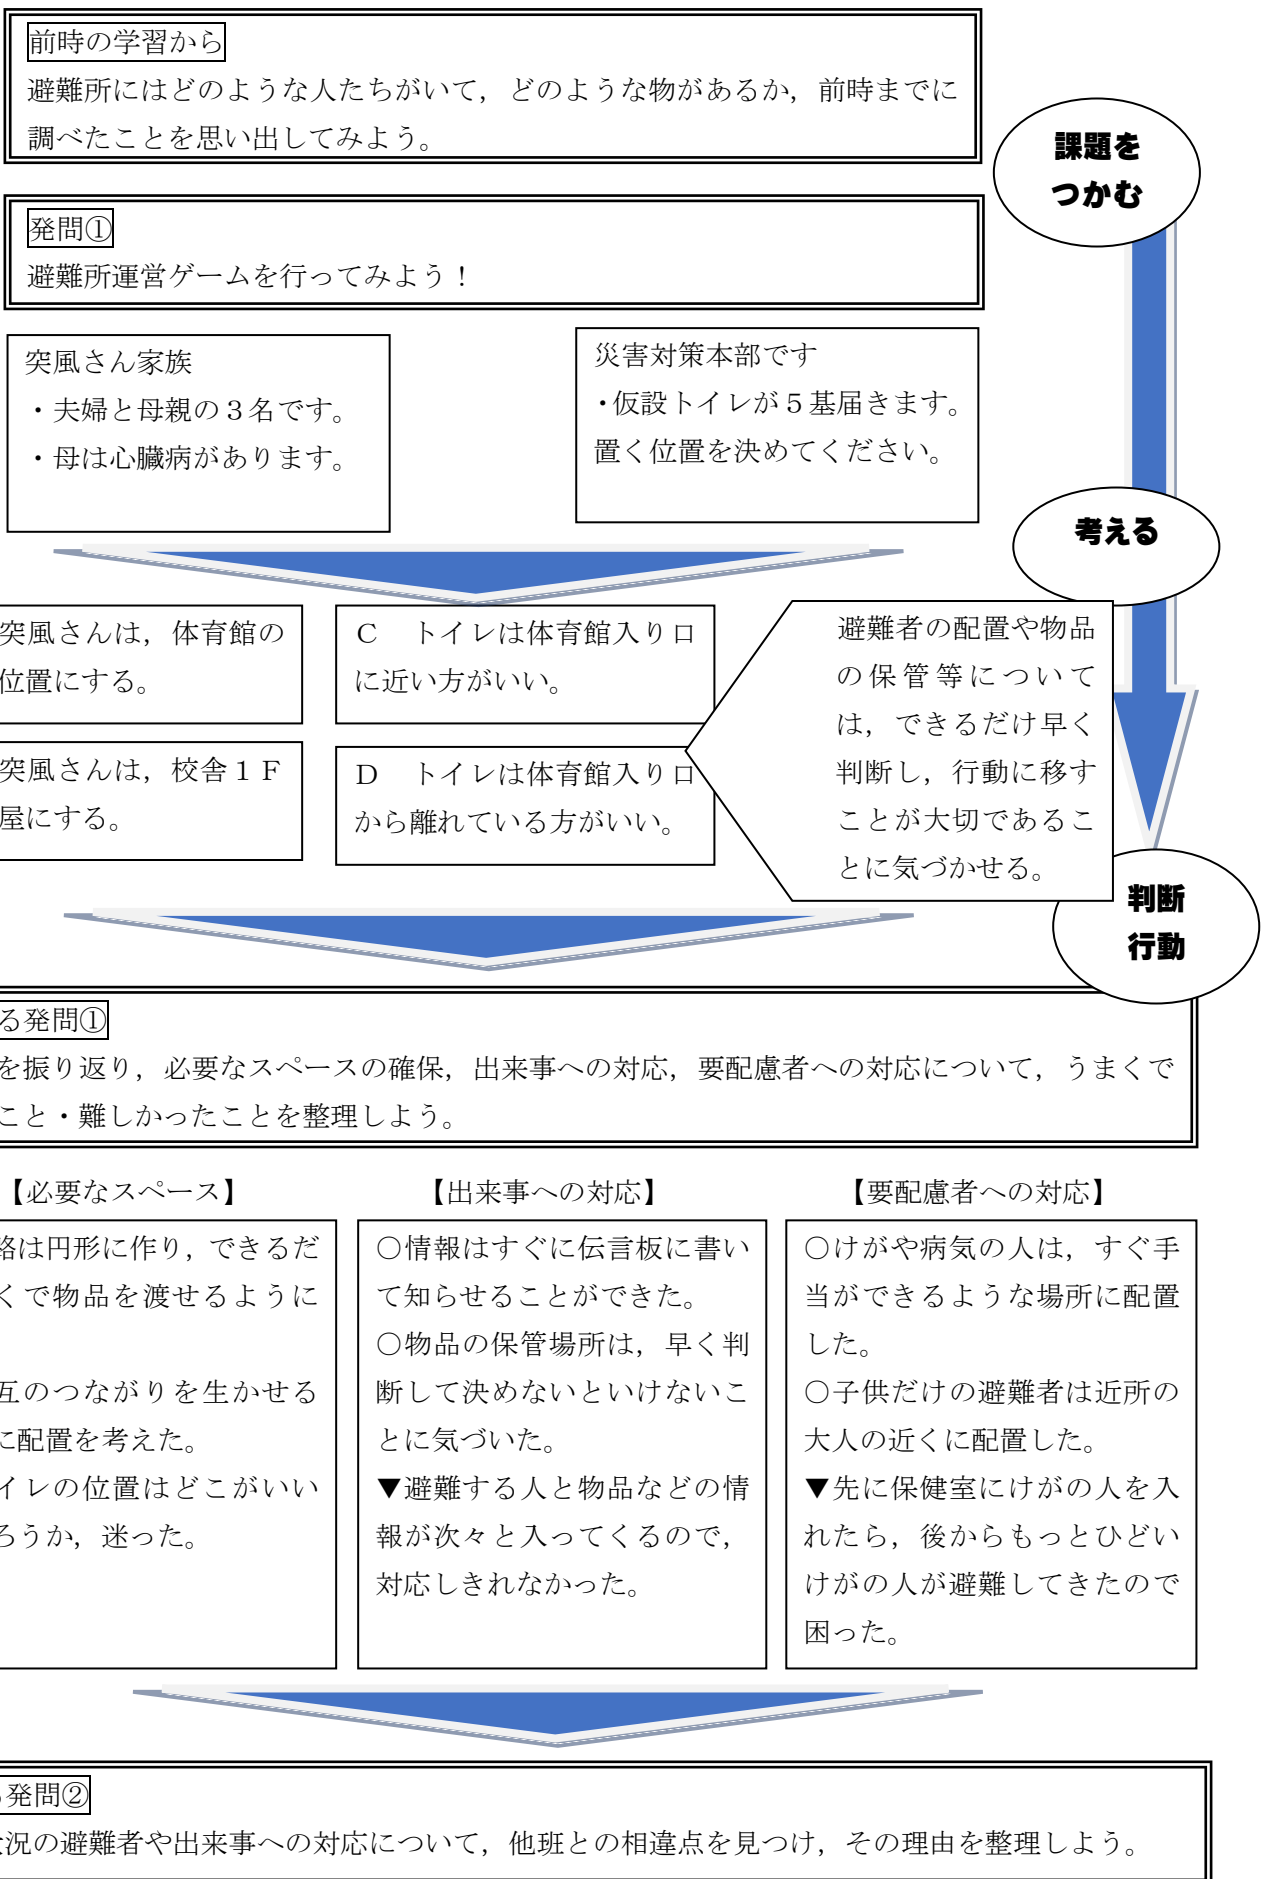 前時の学習から
避難所にはどのような人たちがいて，どのような物があるか，前時までに
調べたことを思い出してみよう。
課題を
つかむ
発問①
避難所運営ゲームを行ってみよう！
突風さん家族
・夫婦と母親の３名です。
・母は心臓病があります。
災害対策本部です
・仮設トイレが５基届きます。
置く位置を決めてください。
考える
突風さんは，体育館の
位置にする。
Ｃ　トイレは体育館入り口
に近い方がいい。
突風さんは，校舎１Ｆ
屋にする。
Ｄ　トイレは体育館入り口
から離れている方がいい。
避難者の配置や物品
の保管等について
は，できるだけ早く
判断し，行動に移す
ことが大切であるこ
とに気づかせる。
判断
行動
る発問①
を振り返り，必要なスペースの確保，出来事への対応，要配慮者への対応について，うまくで
こと・難しかったことを整理しよう。
【必要なスペース】
路は円形に作り，できるだ
くで物品を渡せるように
互のつながりを生かせる
に配置を考えた。
イレの位置はどこがいい
ろうか，迷った。
【出来事への対応】
○情報はすぐに伝言板に書い
て知らせることができた。
○物品の保管場所は，早く判
断して決めないといけないこ
とに気づいた。
▼避難する人と物品などの情
報が次々と入ってくるので，
対応しきれなかった。
【要配慮者への対応】
○けがや病気の人は，すぐ手
当ができるような場所に配置
した。
○子供だけの避難者は近所の
大人の近くに配置した。
▼先に保健室にけがの人を入
れたら，後からもっとひどい
けがの人が避難してきたので
困った。
る発問②
状況の避難者や出来事への対応について，他班との相違点を見つけ，その理由を整理しよう。